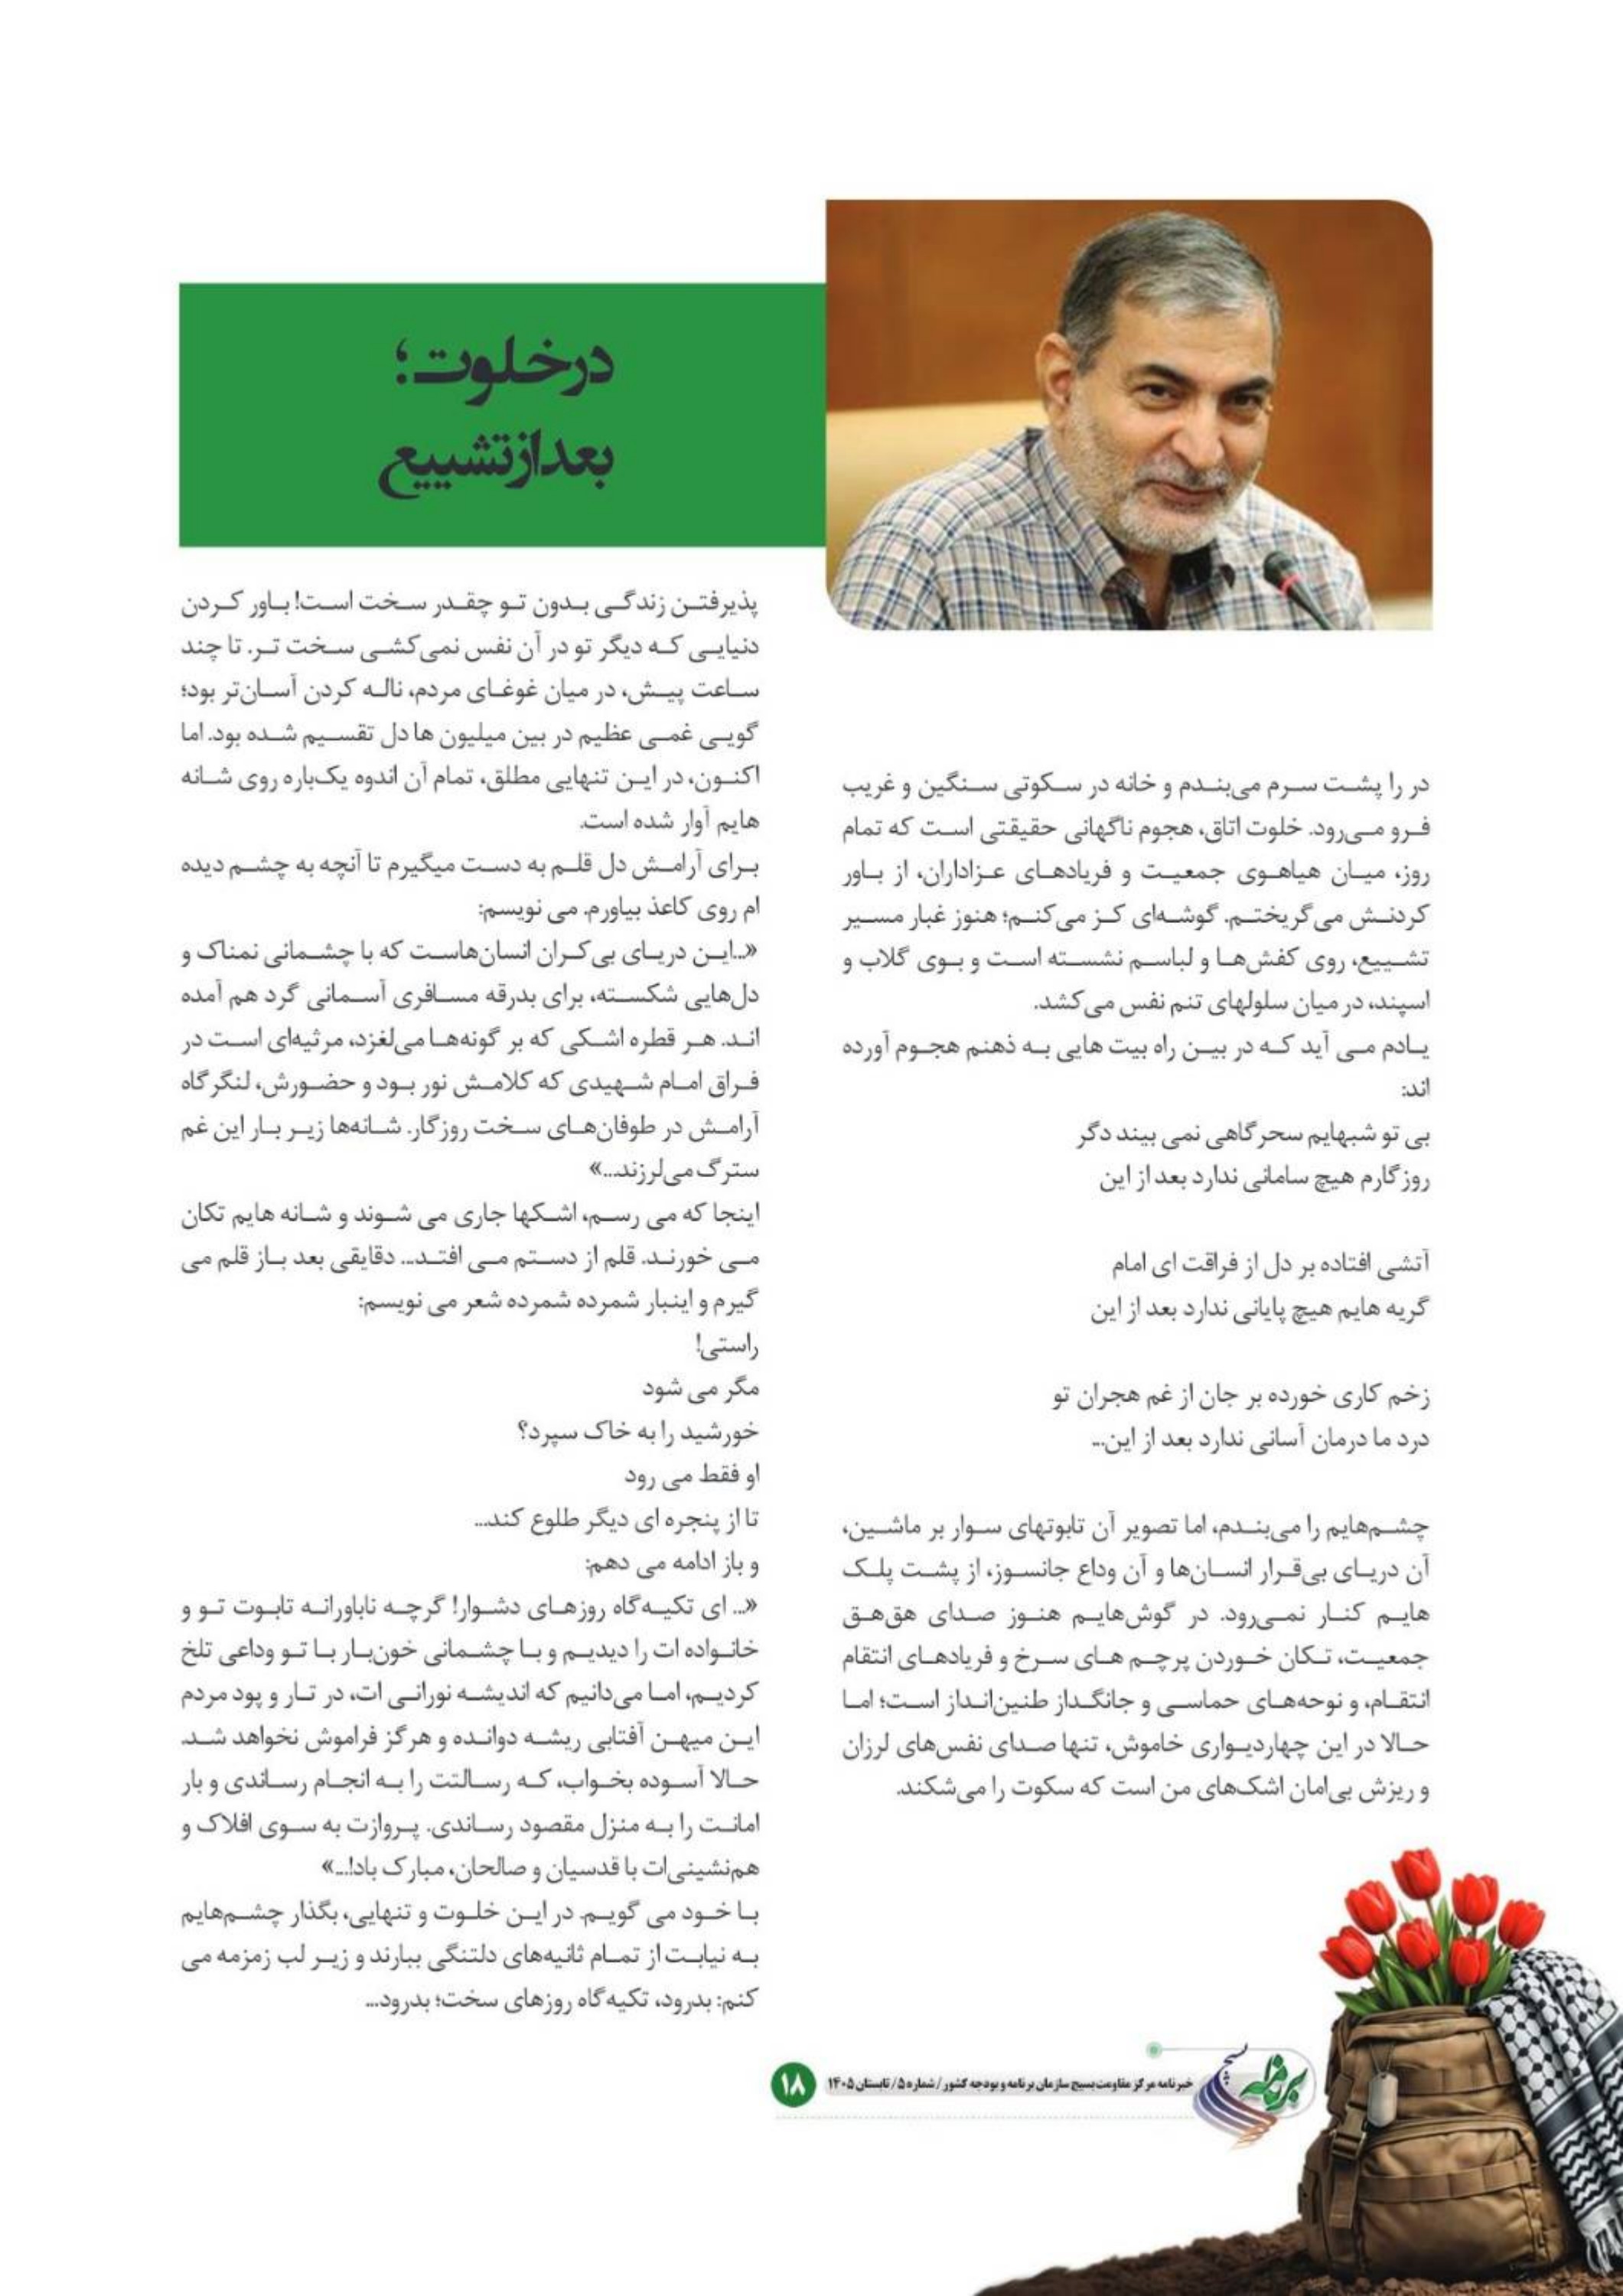 درخلوت؛
بعدازتشییع
در را پشت سرم می‌بندم و خانه در سکوتی سنگین و غریب
فرو می‌رود. خلوت اتاق، هجوم ناگهانی حقیقتی است که تمام
روز، میان هیاهوی جمعیت و فریادهای عزاداران، از باور
کردنش می‌گریختم. گوشه‌ای کز می‌کنم؛ هنوز غبار مسیر
تشییع، روی کفش‌ها و لباسم نشسته است و بوی گلاب و
اسپند، در میان سلولهای تنم نفس می‌کشد.
یادم می آید که در بین راه بیت هایی به ذهنم هجوم آورده
اند:
بی تو شبهایم سحرگاهی نمی بیند دگر
روزگارم هیچ سامانی ندارد بعد از این
آتشی افتاده بر دل از فراقت ای امام
گریه هایم هیچ پایانی ندارد بعد از این
زخم کاری خورده بر جان از غم هجران تو
درد ما درمان آسانی ندارد بعد از این...
چشم‌هایم را می‌بندم، اما تصویر آن تابوتهای سوار بر ماشین،
آن دریای بی‌قرار انسان‌ها و آن وداع جانسوز، از پشت پلک
هایم کنار نمی‌رود. در گوش‌هایم هنوز صدای هق‌هق
جمعیت، تکان خوردن پرچم های سرخ و فریادهای انتقام
انتقام، و نوحه‌های حماسی و جانگداز طنین‌انداز است؛ اما
حالا در این چهاردیواری خاموش، تنها صدای نفس‌های لرزان
و ریزش بی‌امان اشک‌های من است که سکوت را می‌شکند.
پذیرفتن زندگی بدون تو چقدر سخت است! باور کردن
دنیایی که دیگر تو در آن نفس نمی‌کشی سخت تر. تا چند
ساعت پیش، در میان غوغای مردم، ناله کردن آسان‌تر بود؛
گویی غمی عظیم در بین میلیون ها دل تقسیم شده بود. اما
اکنون، در این تنهایی مطلق، تمام آن اندوه یک‌باره روی شانه
هایم آوار شده است.
برای آرامش دل قلم به دست میگیرم تا آنچه به چشم دیده
ام روی کاغذ بیاورم. می نویسم:
«...این دریای بی‌کران انسان‌هاست که با چشمانی نمناک و
دل‌هایی شکسته، برای بدرقه مسافری آسمانی گرد هم آمده
اند. هر قطره اشکی که بر گونه‌ها می‌لغزد، مرثیه‌ای است در
فراق امام شهیدی که کلامش نور بود و حضورش، لنگرگاه
آرامش در طوفان‌های سخت روزگار. شانه‌ها زیر بار این غم
سترگ می‌لرزند...»
اینجا که می رسم، اشکها جاری می شوند و شانه هایم تکان
می خورند. قلم از دستم می افتد... دقایقی بعد باز قلم می
گیرم و اینبار شمرده شمرده شعر می نویسم:
راستی!
مگر می شود
خورشید را به خاک سپرد؟
او فقط می رود
تا از پنجره ای دیگر طلوع کند...
و باز ادامه می دهم:
«... ای تکیه‌گاه روزهای دشوار! گرچه ناباورانه تابوت تو و
خانواده ات را دیدیم و با چشمانی خون‌بار با تو وداعی تلخ
کردیم، اما می‌دانیم که اندیشه نورانی ات، در تار و پود مردم
این میهن آفتابی ریشه دوانده و هرگز فراموش نخواهد شد.
حالا آسوده بخواب، که رسالتت را به انجام رساندی و بار
امانت را به منزل مقصود رساندی. پروازت به سوی افلاک و
هم‌نشینی‌ات با قدسیان و صالحان، مبارک باد!...»
با خود می گویم. در این خلوت و تنهایی، بگذار چشم‌هایم
به نیابت از تمام ثانیه‌های دلتنگی ببارند و زیر لب زمزمه می
کنم: بدرود، تکیه‌گاه روزهای سخت؛ بدرود...
برنامه بسیج
خبرنامه مرکز مقاومت بسیج سازمان برنامه و بودجه کشور / شماره ۵/ تابستان ۱۴۰۵
۱۸